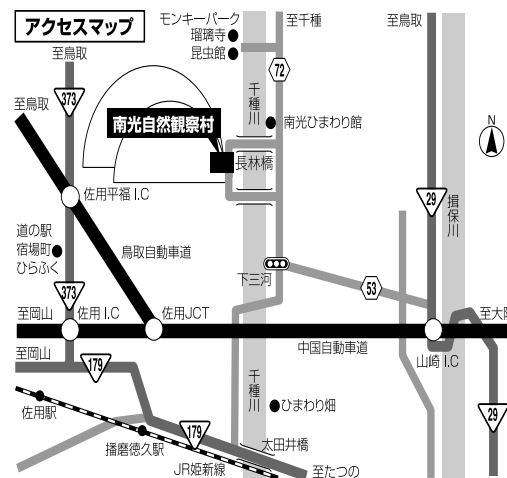 アクセスマップ
モンキーパーク
瑠璃寺
昆虫館
至千種
至鳥取
至鳥取
373
至鳥取
72
千種川
南光ひまわり館
南光自然観察村
長林橋
N
佐用平福 I.C
29
揖保川
道の駅
宿場町
ひらふく
鳥取自動車道
下三河
53
373
至岡山
佐用 I.C
佐用JCT
中国自動車道
至大阪
山崎 I.C
至岡山
179
千種川
ひまわり畑
佐用駅
播磨徳久駅
179
太田井橋
29
JR姫新線
至たつの